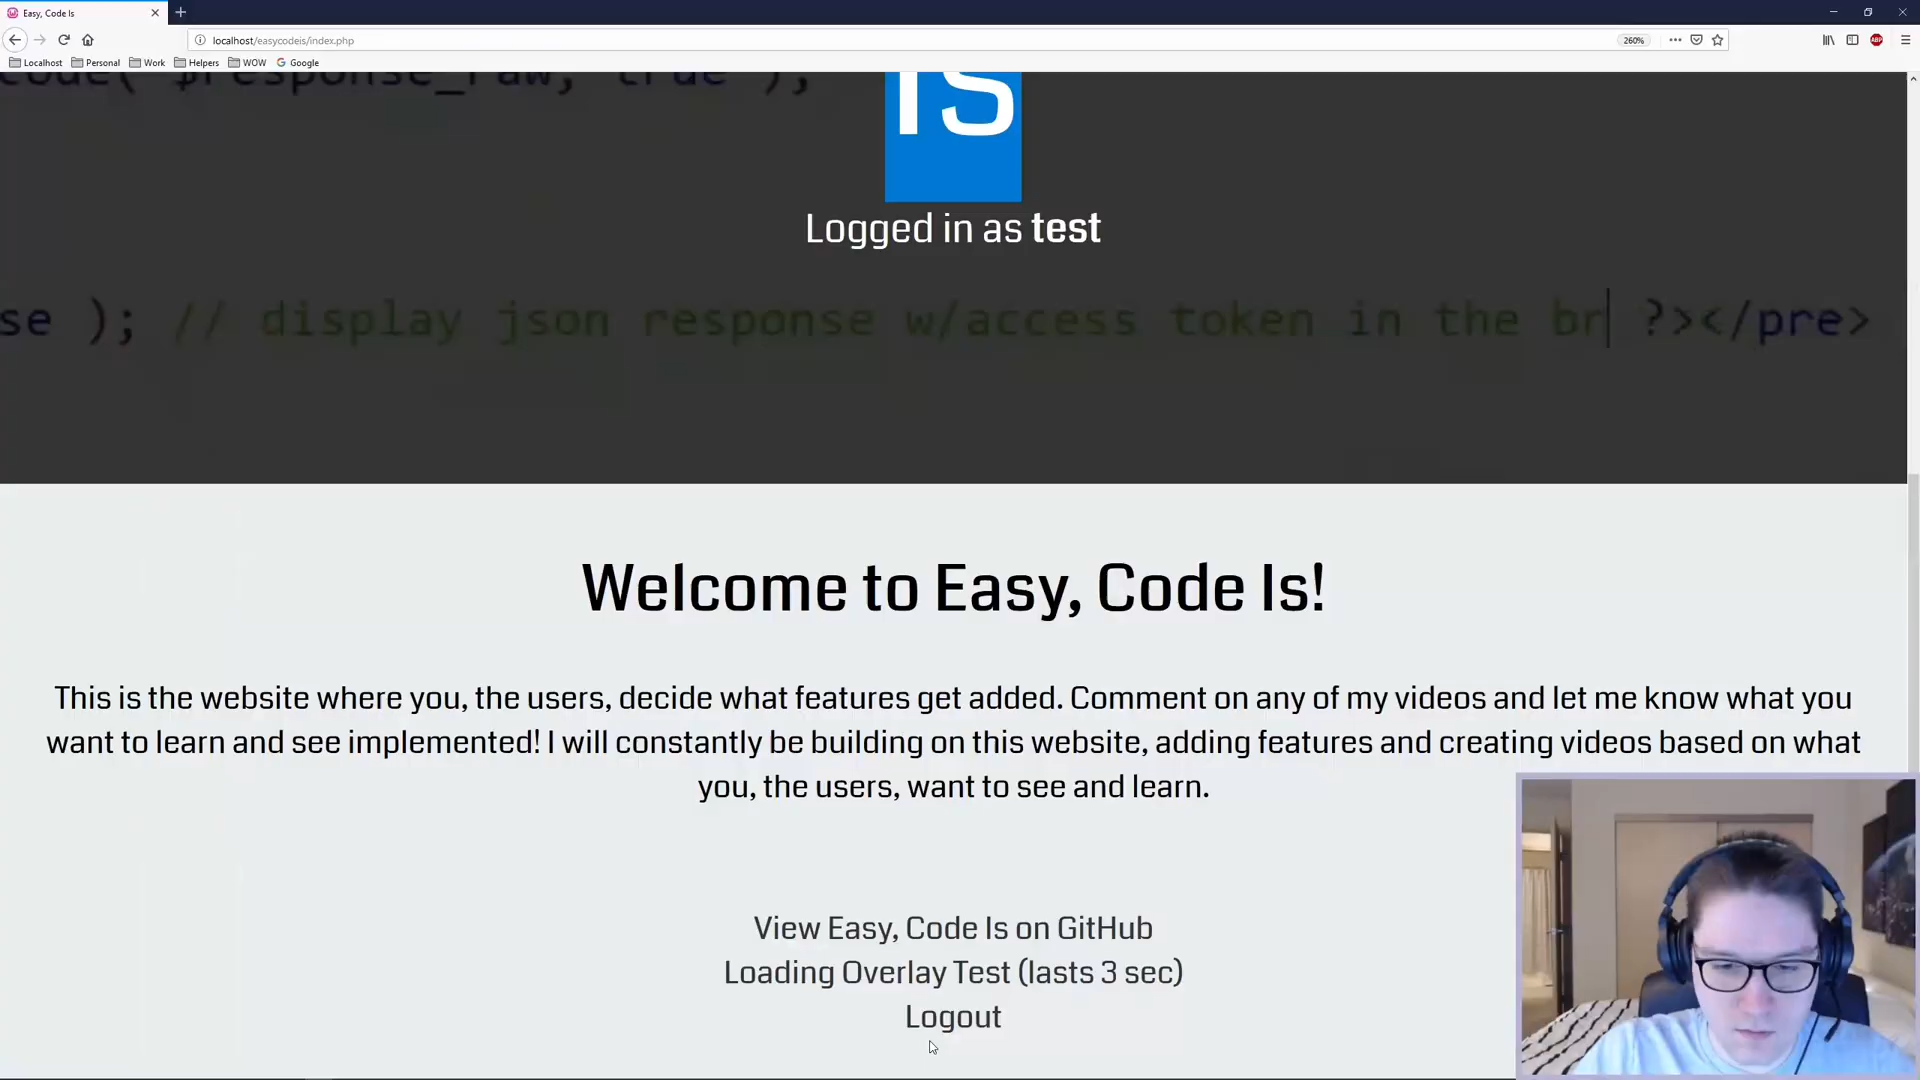 Easy, Code Is
localhost/easycodeis/index.php
260%
Localhost
Personal
Work
Helpers
WOW
Google
ABP
code( $response_raw, true );
IS
Logged in as test
se ); // display json response w/access token in the br ?></pre>
Welcome to Easy, Code Is!
This is the website where you, the users, decide what features get added. Comment on any of my videos and let me know what you
want to learn and see implemented! I will constantly be building on this website, adding features and creating videos based on what
you, the users, want to see and learn.
View Easy, Code Is on GitHub
Loading Overlay Test (lasts 3 sec)
Logout